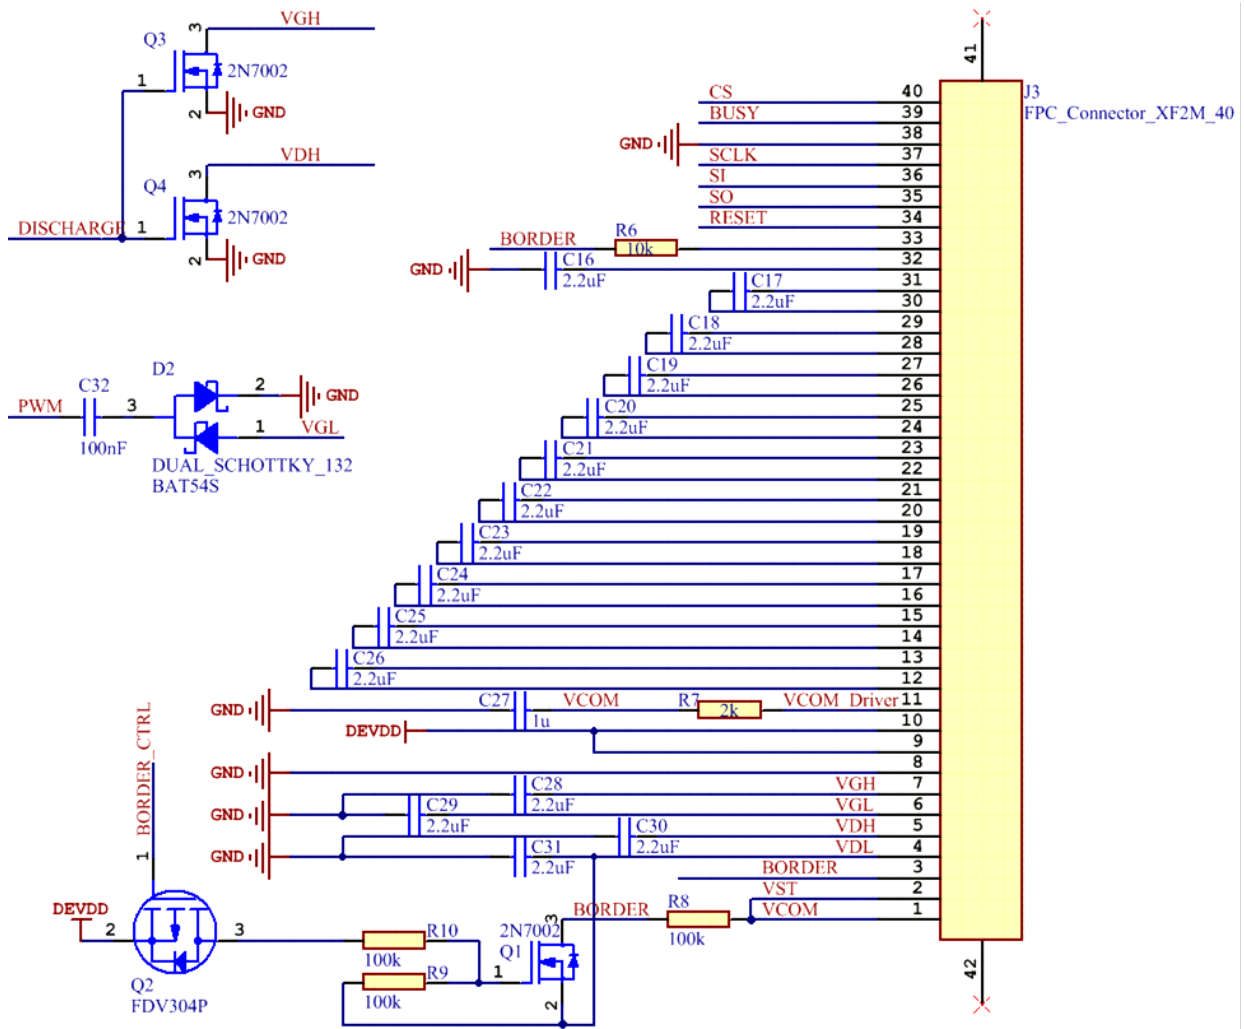 VGH
3
Q3
2N7002
1
2
GND
VDH
3
Q4
2N7002
DISCHARGE
1
2
GND
D2
C32
2
GND
PWM
3
1
VGL
100nF
DUAL_SCHOTTKY_132
BAT54S
41
J3
FPC_Connector_XF2M_40
CS
40
BUSY
39
GND
38
SCLK
37
SI
36
SO
35
RESET
34
BORDER
R6
10k
33
GND
C16
2.2uF
32
C17
2.2uF
31
30
C18
2.2uF
29
28
C19
2.2uF
27
26
C20
2.2uF
25
24
C21
2.2uF
23
22
C22
2.2uF
21
20
C23
2.2uF
19
18
C24
2.2uF
17
16
C25
2.2uF
15
14
C26
2.2uF
13
12
GND
C27
1u
VCOM
R7
2k
VCOM_Driver
11
DEVDD
10
9
GND
8
C28
2.2uF
VGH
7
GND
C29
2.2uF
VGL
6
C30
2.2uF
VDH
5
GND
C31
2.2uF
VDL
4
BORDER
3
VST
2
BORDER
R8
100k
VCOM
1
42
BORDER_CTRL
1
DEVDD
2
3
Q2
FDV304P
R10
100k
R9
100k
2N7002
Q1
3
1
2